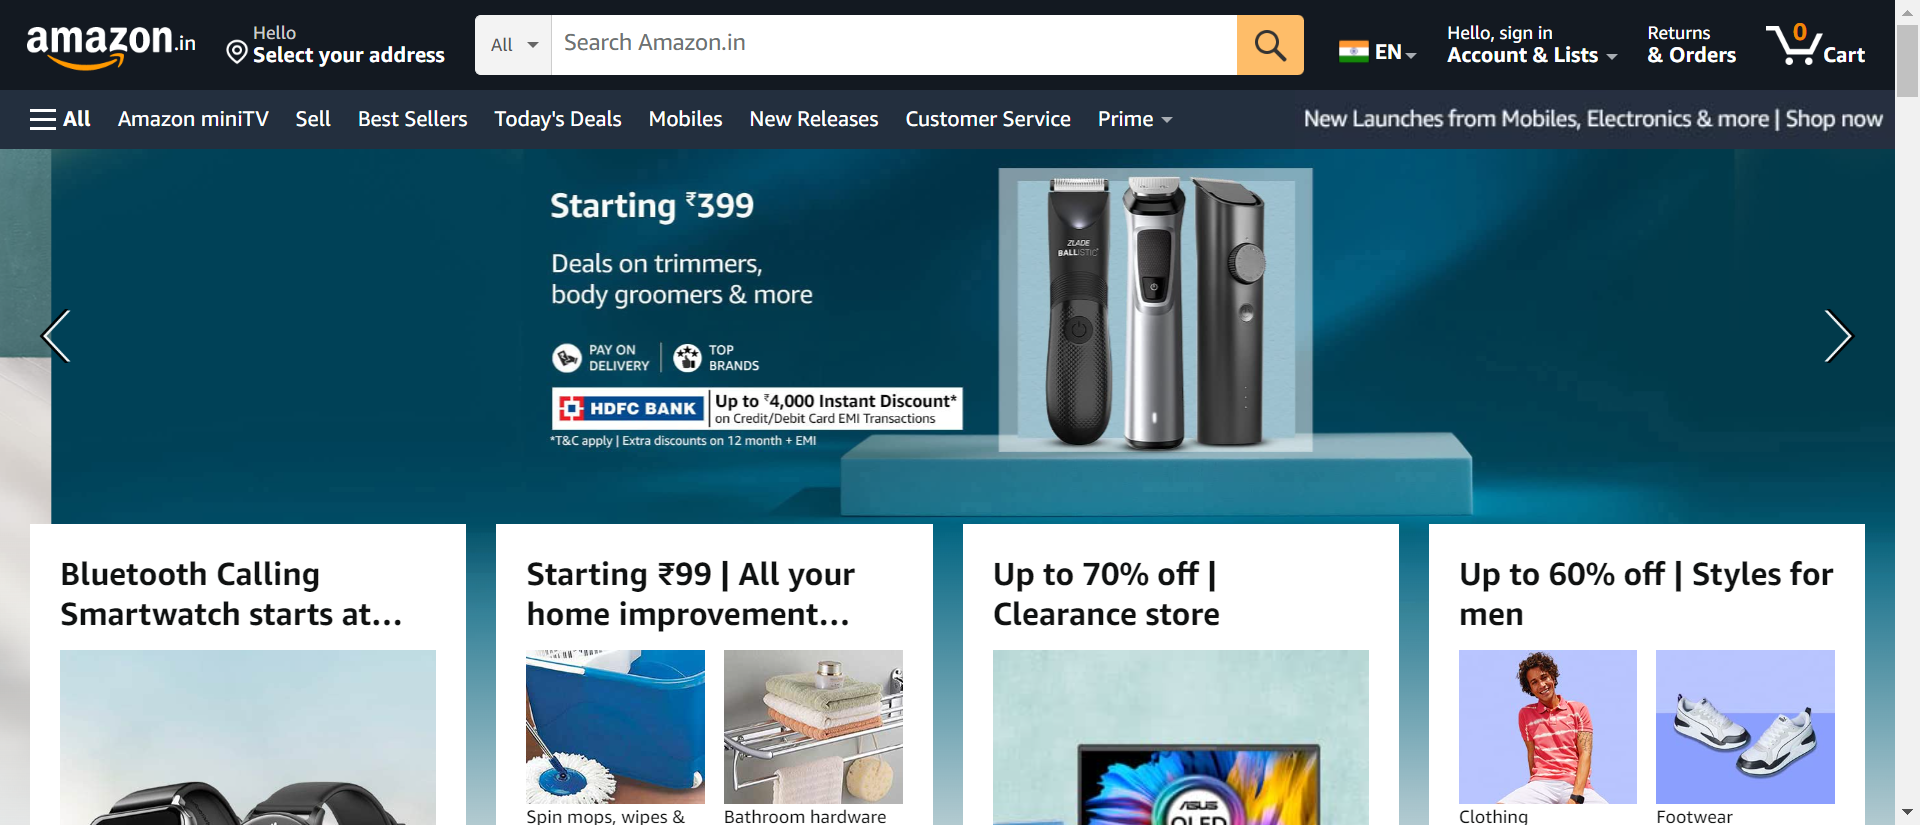 amazon.in
Hello
Select your address
All
Search Amazon.in
EN
Hello, sign in
Account & Lists
Returns
& Orders
0
Cart
All
Amazon miniTV
Sell
Best Sellers
Today's Deals
Mobiles
New Releases
Customer Service
Prime
New Launches from Mobiles, Electronics & more | Shop now
Starting ₹399
Deals on trimmers,
body groomers & more
PAY ON
DELIVERY
TOP
BRANDS
HDFC BANK
Up to ₹4,000 Instant Discount*
on Credit/Debit Card EMI Transactions
*T&C apply | Extra discounts on 12 month + EMI
ZLADE
BALLISTIC
Bluetooth Calling
Smartwatch starts at...
Starting ₹99 | All your
home improvement...
Spin mops, wipes &
Bathroom hardware
Up to 70% off |
Clearance store
ASUS
OLED
Up to 60% off | Styles for
men
Clothing
Footwear